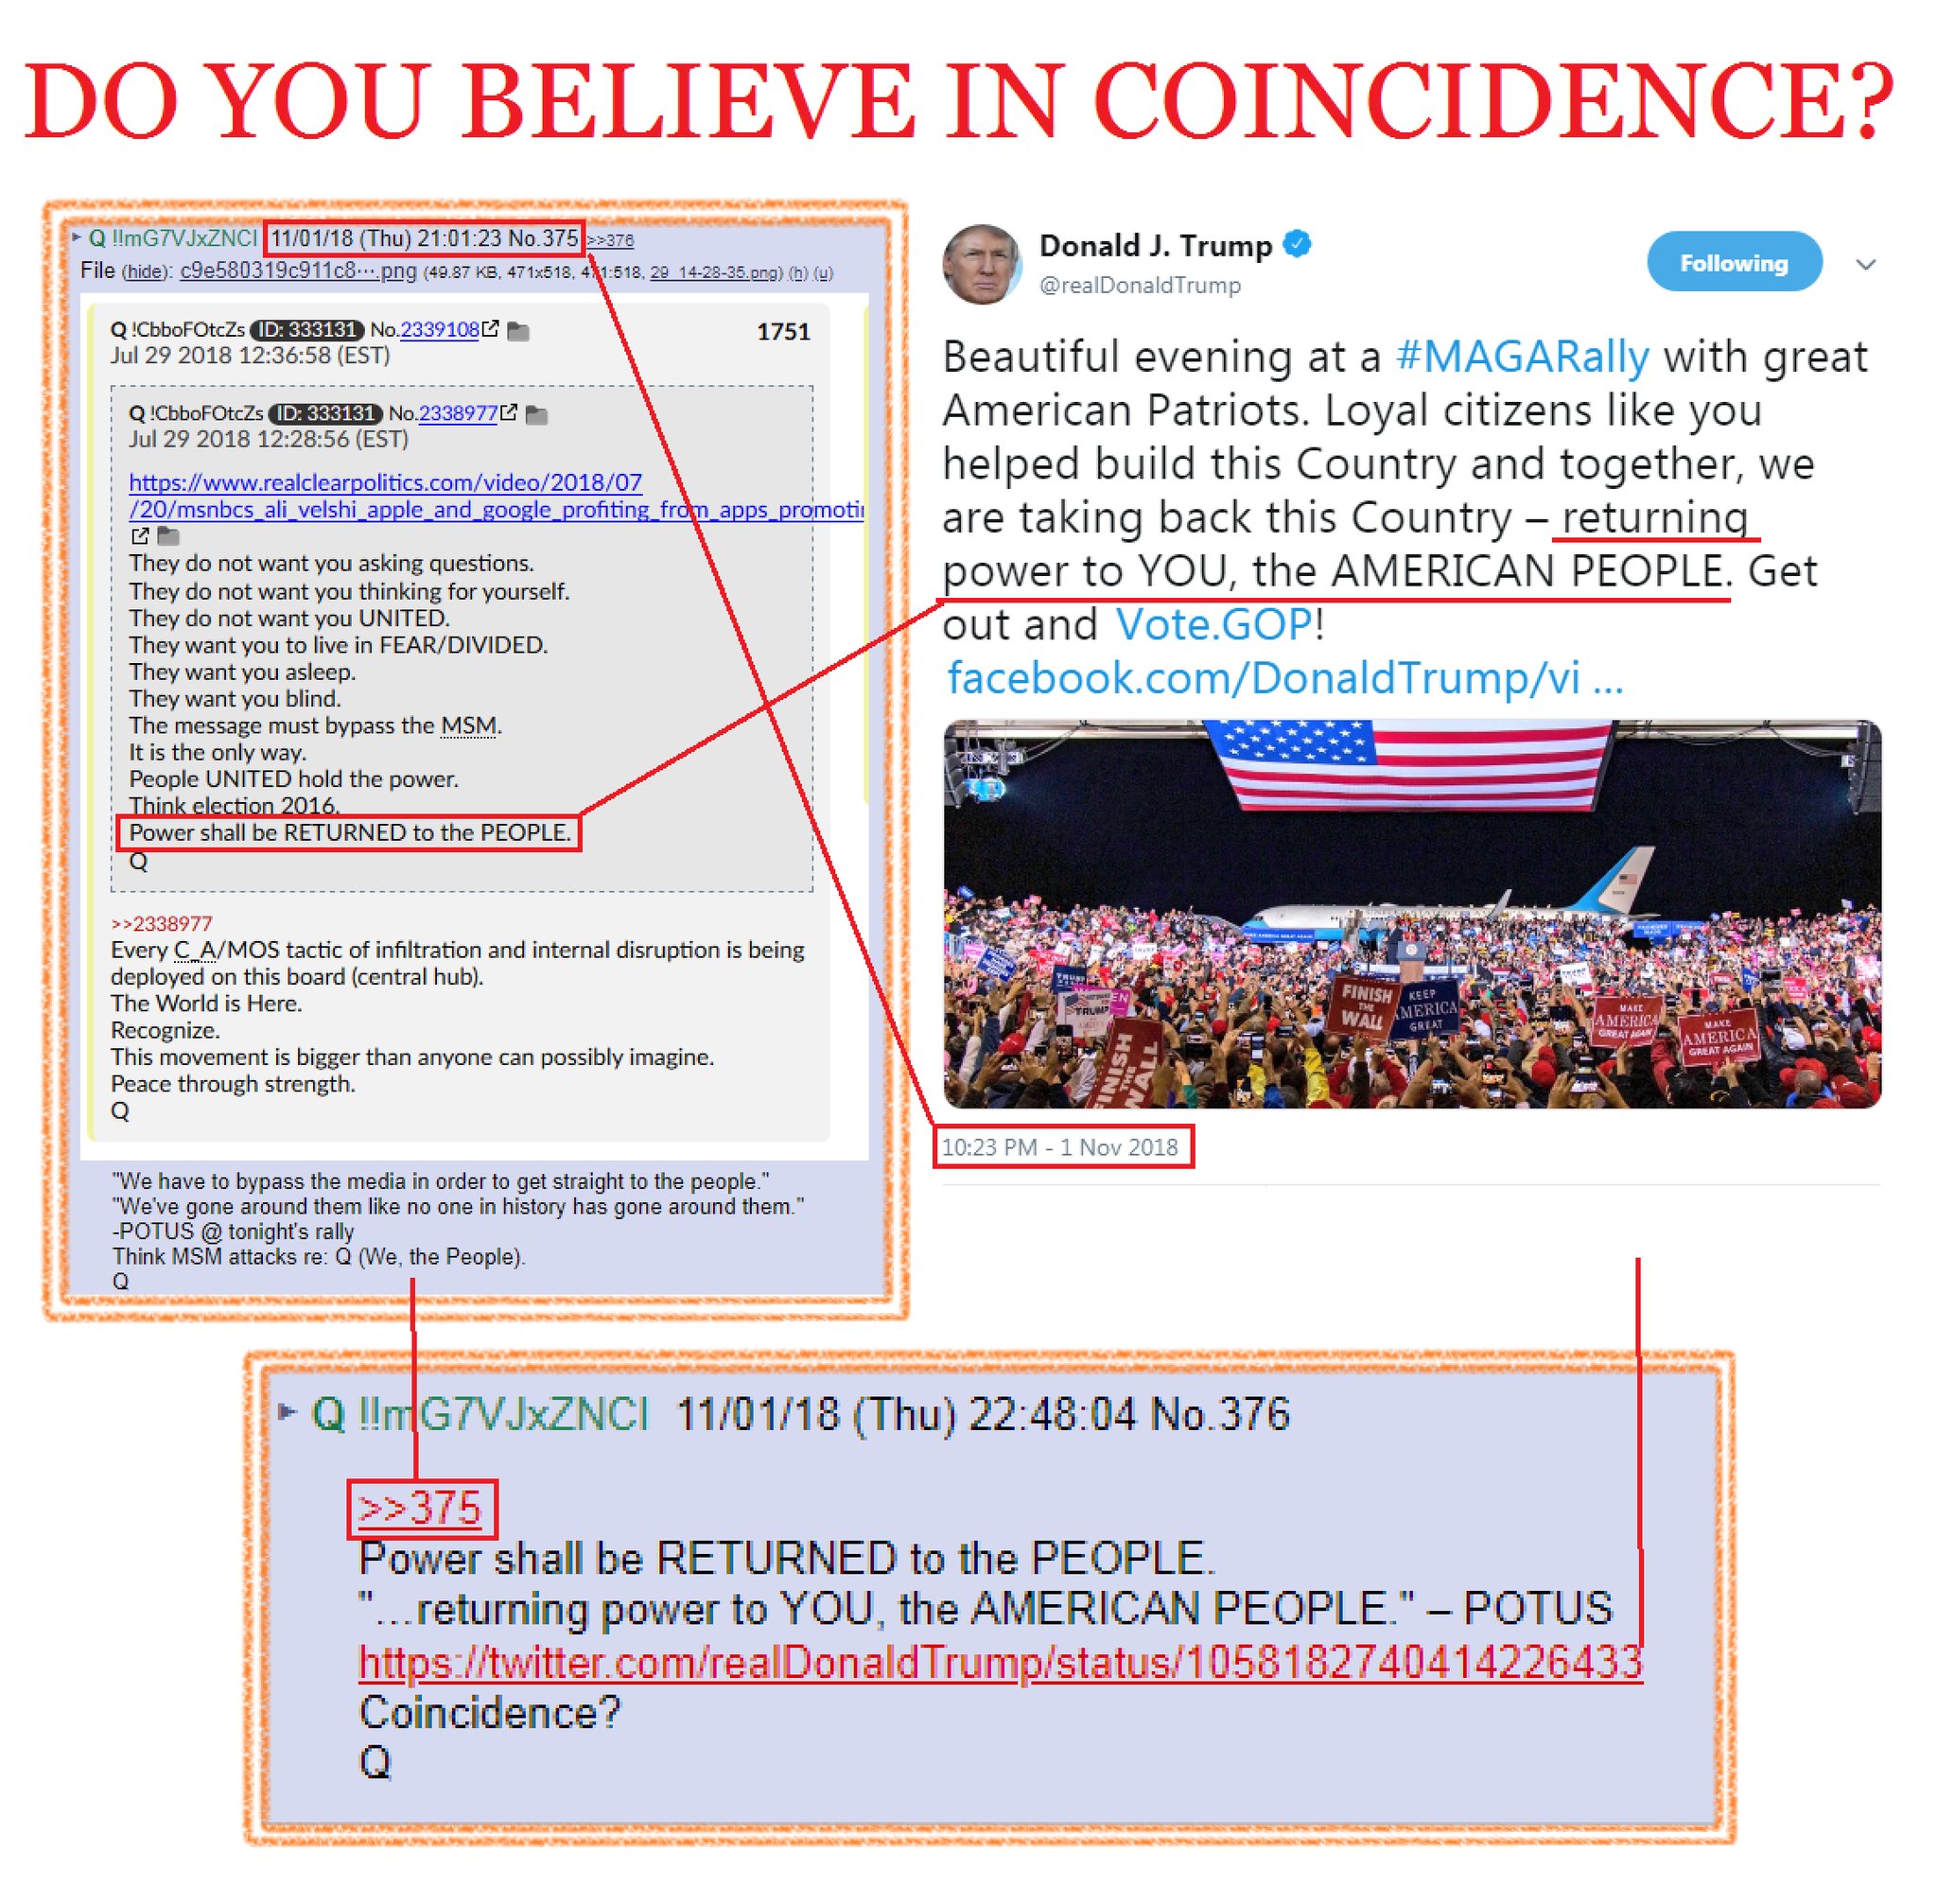 DO YOU BELIEVE IN COINCIDENCE?
Q !!mG7VJxZNCI 11/01/18 (Thu) 21:01:23 No.375 >>376
File (hide): c9e580319c911c8⋯.png (49.87 KB, 471x518, 471:518, 29_14-28-35.png) (h) (u)
Q !CbboFOtcZs ID: 333131 No.2339108
1751
Jul 29 2018 12:36:58 (EST)
Q !CbboFOtcZs ID: 333131 No.2338977
Jul 29 2018 12:28:56 (EST)
https://www.realclearpolitics.com/video/2018/07
/20/msnbcs_ali_velshi_apple_and_google_profiting_from_apps_promotin
They do not want you asking questions.
They do not want you thinking for yourself.
They do not want you UNITED.
They want you to live in FEAR/DIVIDED.
They want you asleep.
They want you blind.
The message must bypass the MSM.
It is the only way.
People UNITED hold the power.
Think election 2016.
Power shall be RETURNED to the PEOPLE.
Q
>>2338977
Every C_A/MOS tactic of infiltration and internal disruption is being
deployed on this board (central hub).
The World is Here.
Recognize.
This movement is bigger than anyone can possibly imagine.
Peace through strength.
Q
"We have to bypass the media in order to get straight to the people."
"We've gone around them like no one in history has gone around them."
-POTUS @ tonight's rally
Think MSM attacks re: Q (We, the People).
Q
Donald J. Trump
@realDonaldTrump
Following
Beautiful evening at a #MAGARally with great
American Patriots. Loyal citizens like you
helped build this Country and together, we
are taking back this Country – returning
power to YOU, the AMERICAN PEOPLE. Get
out and Vote.GOP!
facebook.com/DonaldTrump/vi ...
FINISH
THE
WALL
KEEP
AMERICA
GREAT
TRUMP
FINISH
THE
WALL
MAKE
AMERICA
GREAT AGAIN
MAKE
AMERICA
GREAT AGAIN
10:23 PM - 1 Nov 2018
Q !!mG7VJxZNCI 11/01/18 (Thu) 22:48:04 No.376
>>375
Power shall be RETURNED to the PEOPLE.
"…returning power to YOU, the AMERICAN PEOPLE." – POTUS
https://twitter.com/realDonaldTrump/status/1058182740414226433
Coincidence?
Q